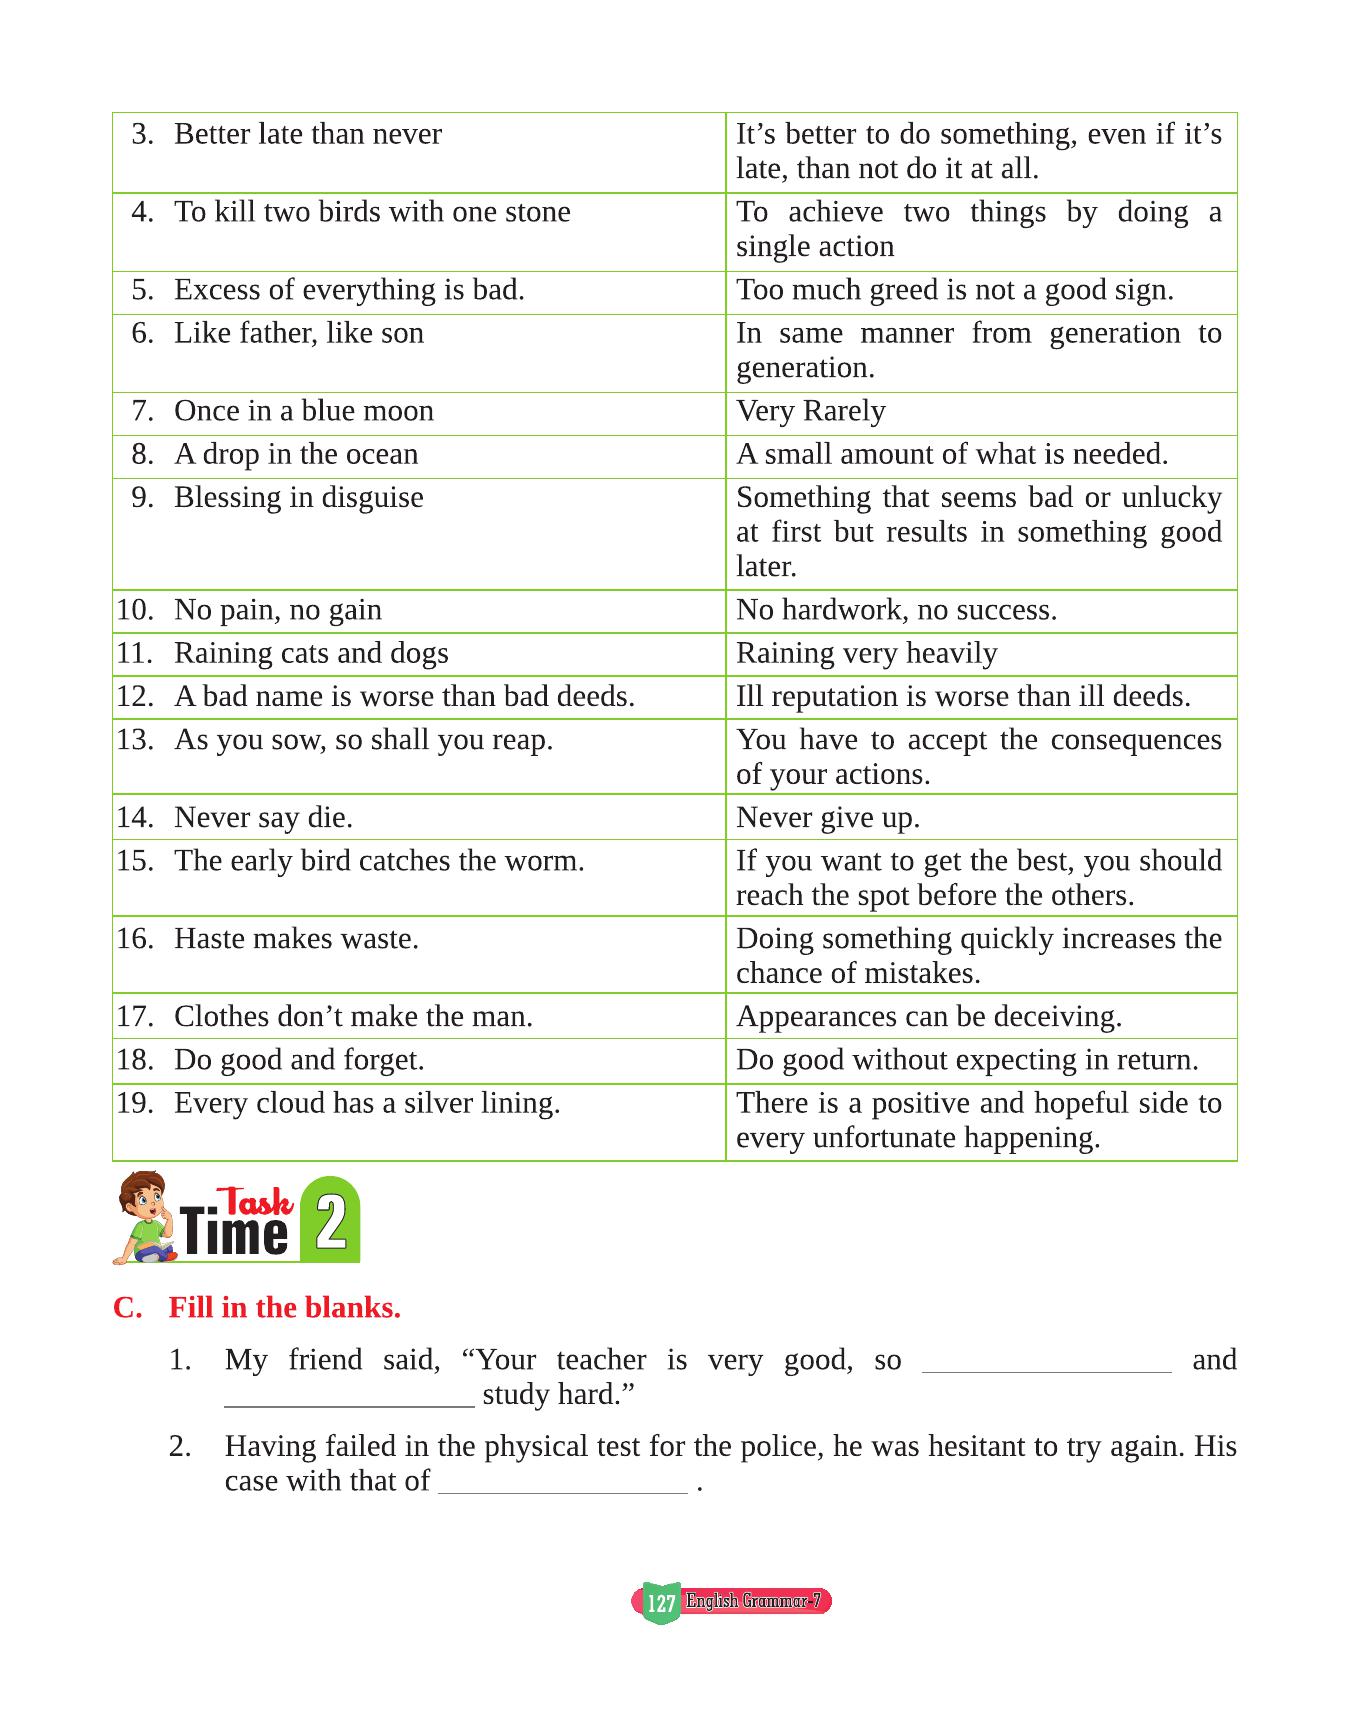 3. Better late than never
It’s better to do something, even if it’s
late, than not do it at all.
4. To kill two birds with one stone
To achieve two things by doing a
single action
5. Excess of everything is bad.
Too much greed is not a good sign.
6. Like father, like son
In same manner from generation to
generation.
7. Once in a blue moon
Very Rarely
8. A drop in the ocean
A small amount of what is needed.
9. Blessing in disguise
Something that seems bad or unlucky
at first but results in something good
later.
10. No pain, no gain
No hardwork, no success.
11. Raining cats and dogs
Raining very heavily
12. A bad name is worse than bad deeds.
Ill reputation is worse than ill deeds.
13. As you sow, so shall you reap.
You have to accept the consequences
of your actions.
14. Never say die.
Never give up.
15. The early bird catches the worm.
If you want to get the best, you should
reach the spot before the others.
16. Haste makes waste.
Doing something quickly increases the
chance of mistakes.
17. Clothes don’t make the man.
Appearances can be deceiving.
18. Do good and forget.
Do good without expecting in return.
19. Every cloud has a silver lining.
There is a positive and hopeful side to
every unfortunate happening.
Task
Time 2
C. Fill in the blanks.
1. My friend said, “Your teacher is very good, so ________________ and
________________ study hard.”
2. Having failed in the physical test for the police, he was hesitant to try again. His
case with that of ________________ .
127 English Grammar-7